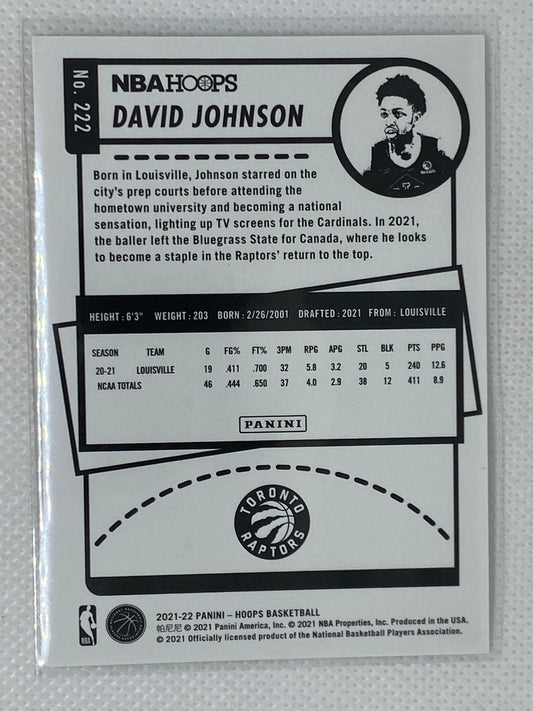 No. 222
NBA HOOPS
DAVID JOHNSON
Born in Louisville, Johnson starred on the
city's prep courts before attending the
hometown university and becoming a national
sensation, lighting up TV screens for the Cardinals. In 2021,
the baller left the Bluegrass State for Canada, where he looks
to become a staple in the Raptors' return to the top.
HEIGHT: 6'3" WEIGHT: 203 BORN: 2/26/2001 DRAFTED: 2021 FROM: LOUISVILLE
SEASON TEAM G FG% FT% 3PM RPG APG STL BLK PTS PPG
20-21 LOUISVILLE 19 .411 .700 32 5.8 3.2 20 5 240 12.6
NCAA TOTALS 46 .444 .650 37 4.0 2.9 38 12 411 8.9
PANINI
TORONTO
RAPTORS
2021-22 PANINI – HOOPS BASKETBALL
帕尼尼 © 2021 Panini America, Inc. © 2021 NBA Properties, Inc. Produced in the USA.
© 2021 Officially licensed product of the National Basketball Players Association.
NBA